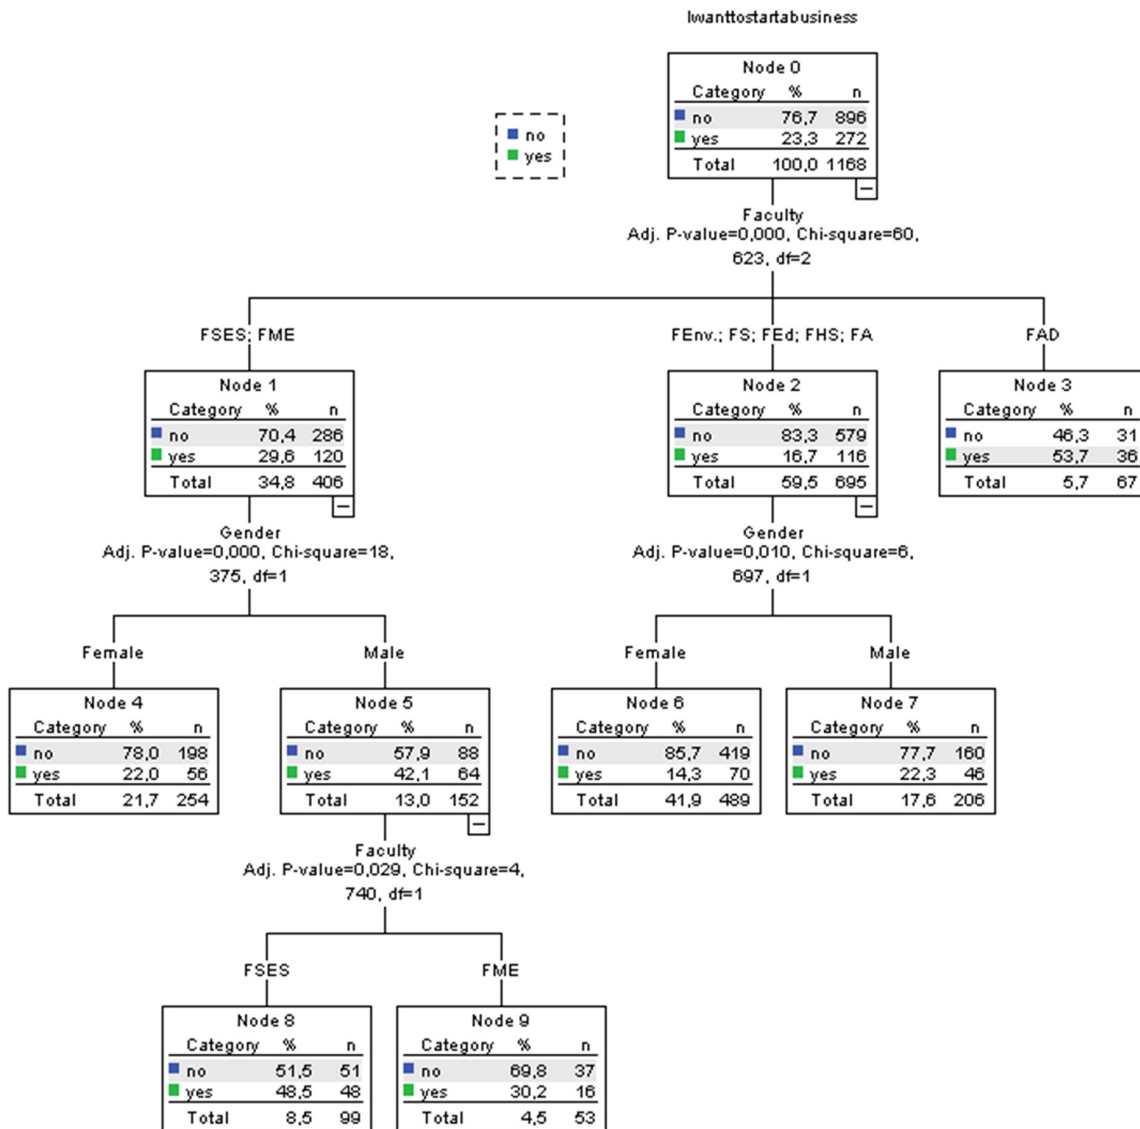 Iwanttostartabusiness
no
yes
Node 0
Category % n
no 76,7 896
yes 23,3 272
Total 100,0 1168
Faculty
Adj. P-value=0,000, Chi-square=60,
623, df=2
FSES; FME
FEnv.; FS; FEd; FHS; FA
FAD
Node 1
Category % n
no 70,4 286
yes 29,6 120
Total 34,8 406
Node 2
Category % n
no 83,3 579
yes 16,7 116
Total 59,5 695
Node 3
Category % n
no 46,3 31
yes 53,7 36
Total 5,7 67
Gender
Adj. P-value=0,000, Chi-square=18,
375, df=1
Gender
Adj. P-value=0,010, Chi-square=6,
697, df=1
Female
Male
Female
Male
Node 4
Category % n
no 78,0 198
yes 22,0 56
Total 21,7 254
Node 5
Category % n
no 57,9 88
yes 42,1 64
Total 13,0 152
Node 6
Category % n
no 85,7 419
yes 14,3 70
Total 41,9 489
Node 7
Category % n
no 77,7 160
yes 22,3 46
Total 17,6 206
Faculty
Adj. P-value=0,029, Chi-square=4,
740, df=1
FSES
FME
Node 8
Category % n
no 51,5 51
yes 48,5 48
Total 8,5 99
Node 9
Category % n
no 69,8 37
yes 30,2 16
Total 4,5 53